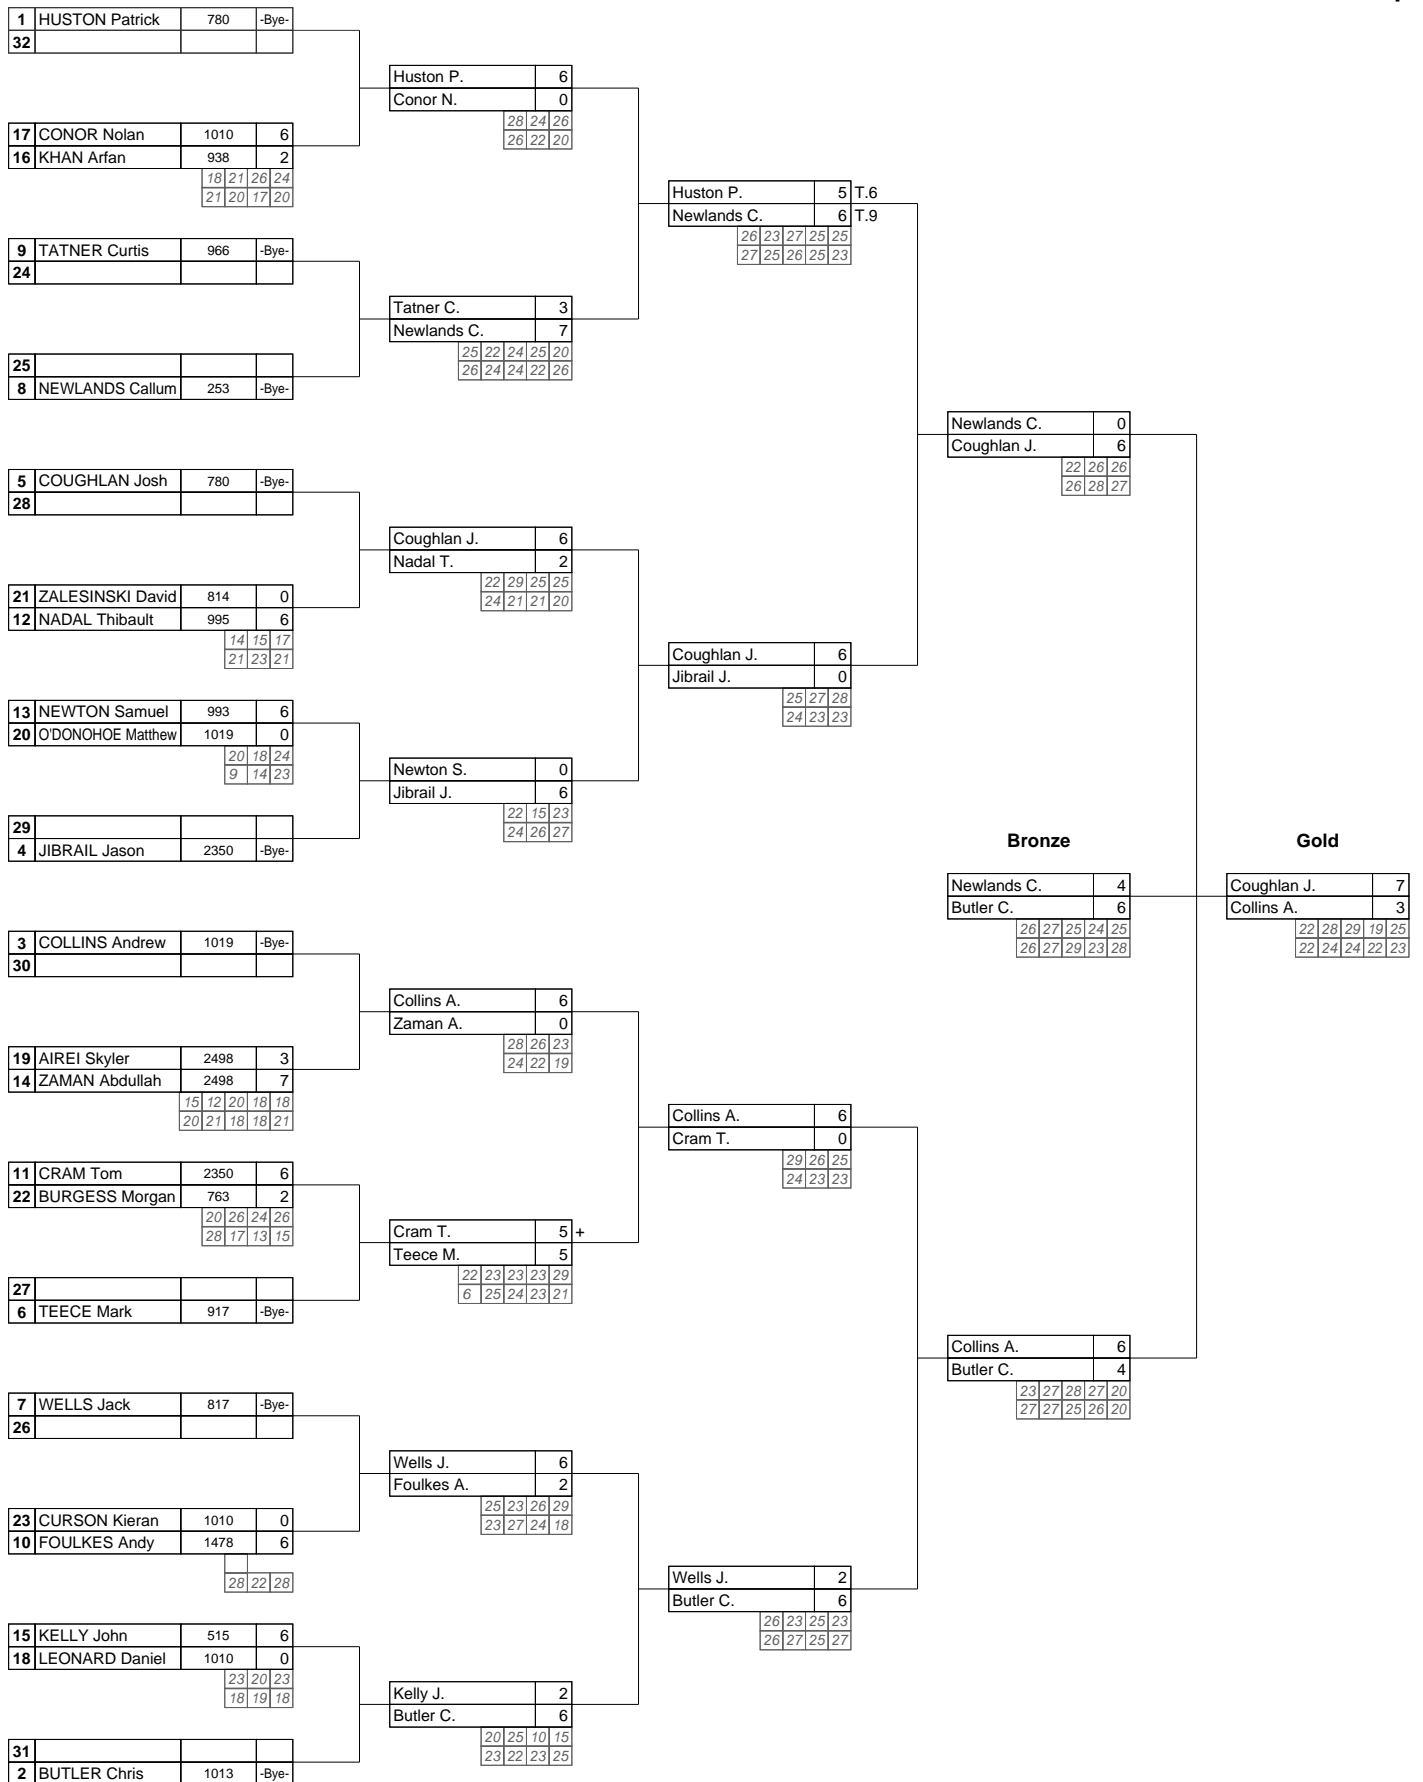 1 HUSTON Patrick 780 -Bye-
32
Huston P. 6
Conor N. 0
28 24 26
26 22 20
17 CONOR Nolan 1010 6
16 KHAN Arfan 938 2
18 21 26 24
21 20 17 20
Huston P. 5 T.6
Newlands C. 6 T.9
26 23 27 25 25
27 25 26 25 23
9 TATNER Curtis 966 -Bye-
24
Tatner C. 3
Newlands C. 7
25 22 24 25 20
26 24 24 22 26
25
8 NEWLANDS Callum 253 -Bye-
Newlands C. 0
Coughlan J. 6
22 26 26
26 28 27
5 COUGHLAN Josh 780 -Bye-
28
Coughlan J. 6
Nadal T. 2
22 29 25 25
24 21 21 20
21 ZALESINSKI David 814 0
12 NADAL Thibault 995 6
14 15 17
21 23 21
Coughlan J. 6
Jibrail J. 0
25 27 28
24 23 23
13 NEWTON Samuel 993 6
20 O'DONOHOE Matthew 1019 0
20 18 24
9 14 23
Newton S. 0
Jibrail J. 6
22 15 23
24 26 27
29
4 JIBRAIL Jason 2350 -Bye-
Bronze Gold
Newlands C. 4
Butler C. 6
26 27 25 24 25
26 27 29 23 28
Coughlan J. 7
Collins A. 3
22 28 29 19 25
22 24 24 22 23
3 COLLINS Andrew 1019 -Bye-
30
Collins A. 6
Zaman A. 0
28 26 23
24 22 19
19 AIREI Skyler 2498 3
14 ZAMAN Abdullah 2498 7
15 12 20 18 18
20 21 18 18 21
Collins A. 6
Cram T. 0
29 26 25
24 23 23
11 CRAM Tom 2350 6
22 BURGESS Morgan 763 2
20 26 24 26
28 17 13 15
Cram T. 5 +
Teece M. 5
22 23 23 23 29
6 25 24 23 21
27
6 TEECE Mark 917 -Bye-
Collins A. 6
Butler C. 4
23 27 28 27 20
27 27 25 26 20
7 WELLS Jack 817 -Bye-
26
Wells J. 6
Foulkes A. 2
25 23 26 29
23 27 24 18
23 CURSON Kieran 1010 0
10 FOULKES Andy 1478 6
28 22 28
Wells J. 2
Butler C. 6
26 23 25 23
26 27 25 27
15 KELLY John 515 6
18 LEONARD Daniel 1010 0
23 20 23
18 19 18
Kelly J. 2
Butler C. 6
20 25 10 15
23 22 23 25
31
2 BUTLER Chris 1013 -Bye-